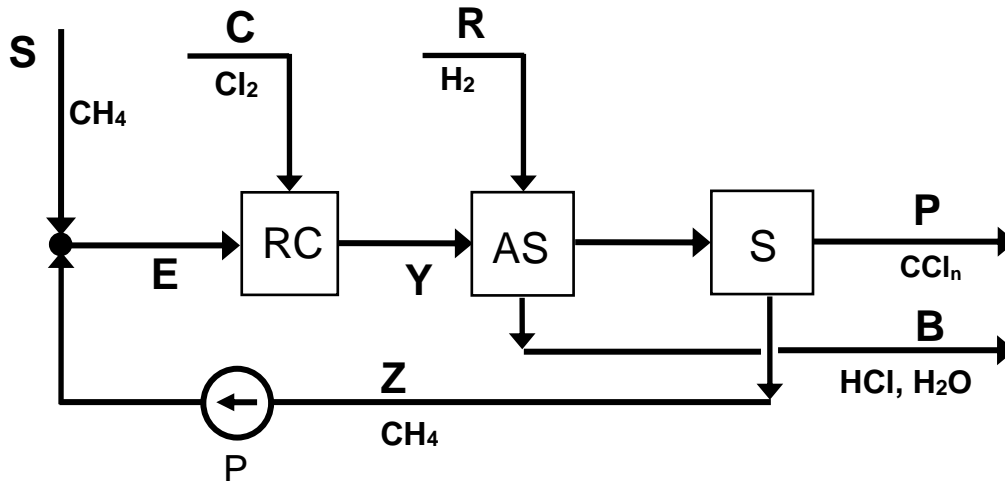 S
CH₄
C
Cl₂
R
H₂
E
RC
Y
AS
S
P
CClₙ
B
HCl, H₂O
Z
CH₄
P